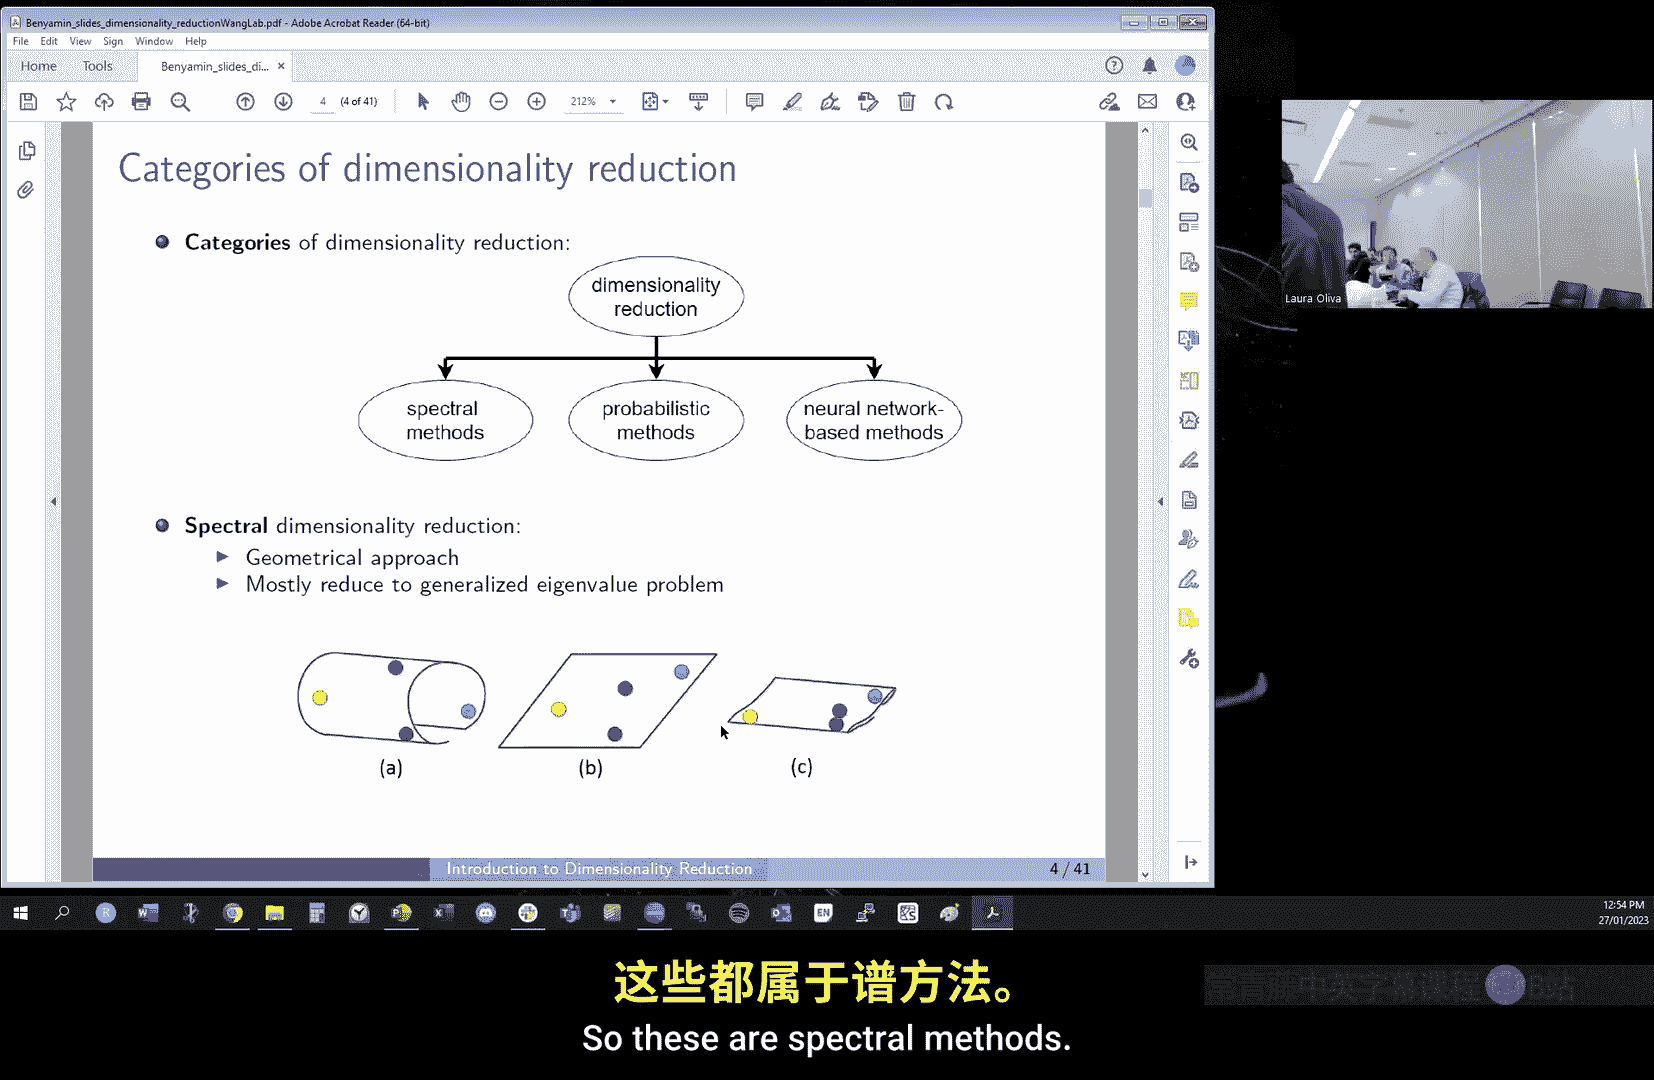 Benyamin_slides_dimensionality_reductionWangLab.pdf - Adobe Acrobat Reader (64-bit)
File Edit View Sign Window Help
Home Tools Benyamin_slides_di... ×
4 (4 of 41) 212%
Categories of dimensionality reduction
Categories of dimensionality reduction:
dimensionality
reduction
spectral
methods
probabilistic
methods
neural network-
based methods
Spectral dimensionality reduction:
Geometrical approach
Mostly reduce to generalized eigenvalue problem
(a) (b) (c)
Introduction to Dimensionality Reduction 4 / 41
Laura Oliva
EN
12:54 PM
27/01/2023
这些都属于谱方法。
So these are spectral methods.